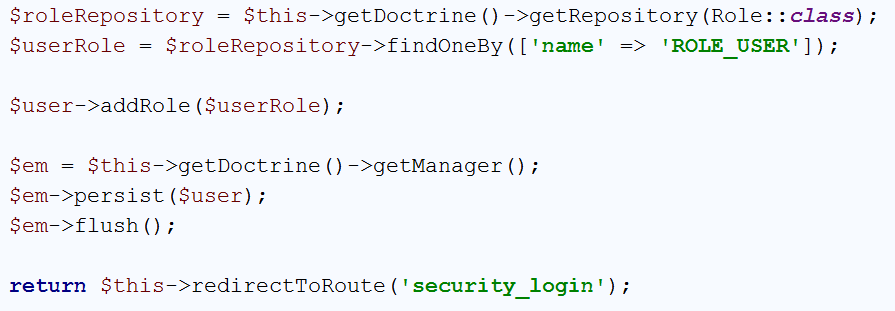 $roleRepository = $this->getDoctrine()->getRepository(Role::class);
$userRole = $roleRepository->findOneBy(['name' => 'ROLE_USER']);
$user->addRole($userRole);
$em = $this->getDoctrine()->getManager();
$em->persist($user);
$em->flush();
return $this->redirectToRoute('security_login');